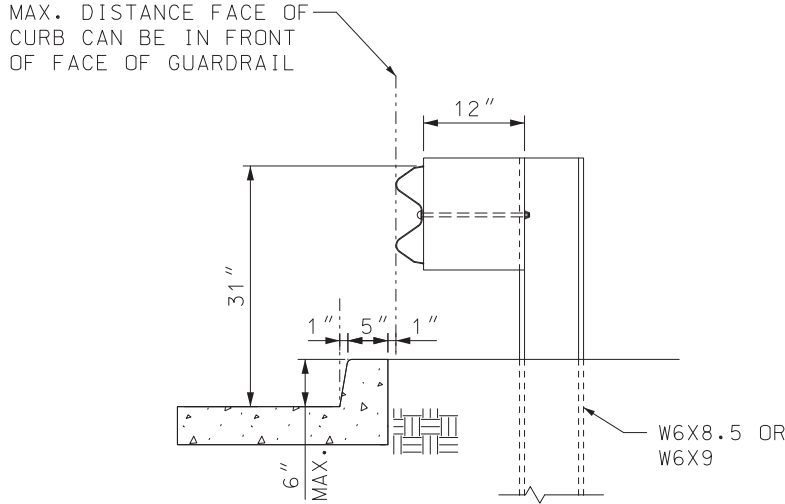 MAX. DISTANCE FACE OF
CURB CAN BE IN FRONT
OF FACE OF GUARDRAIL
12"
31"
1" 5" 1"
6"
MAX.
W6X8.5 OR
W6X9